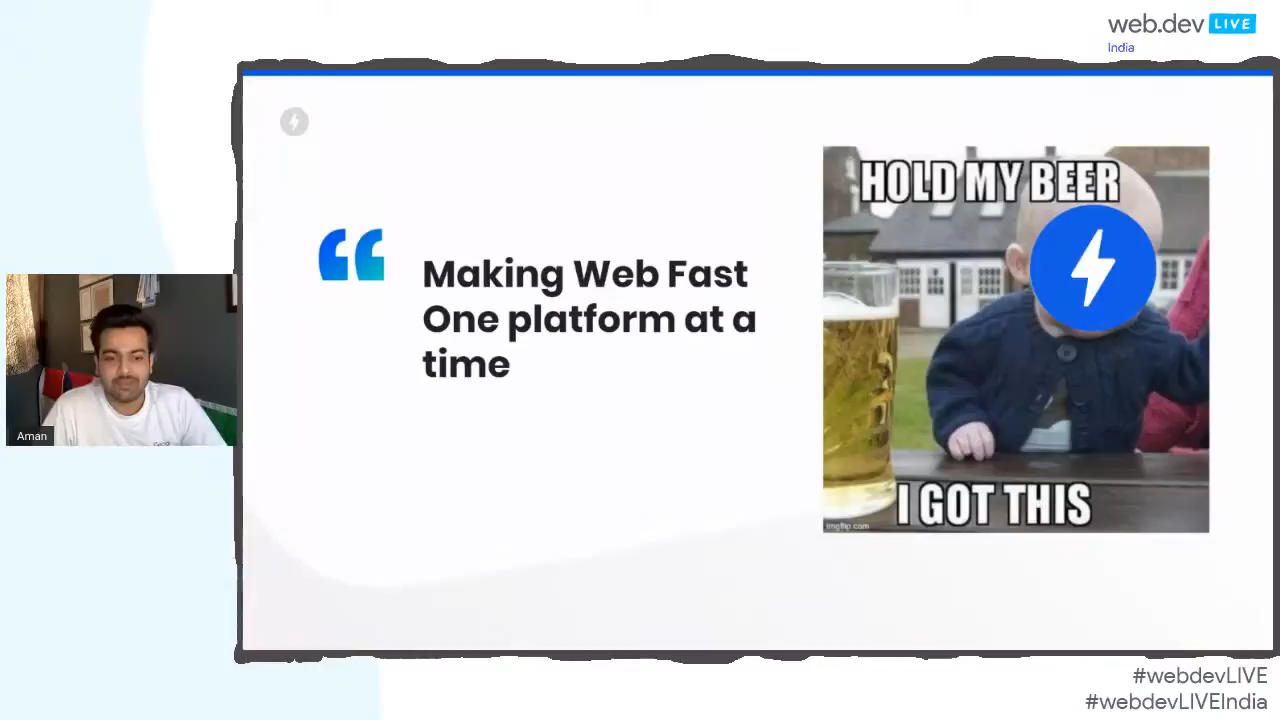 web.dev LIVE
India
HOLD MY BEER
Making Web Fast
One platform at a
time
I GOT THIS
imgflip.com
Aman
#webdevLIVE
#webdevLIVEIndia